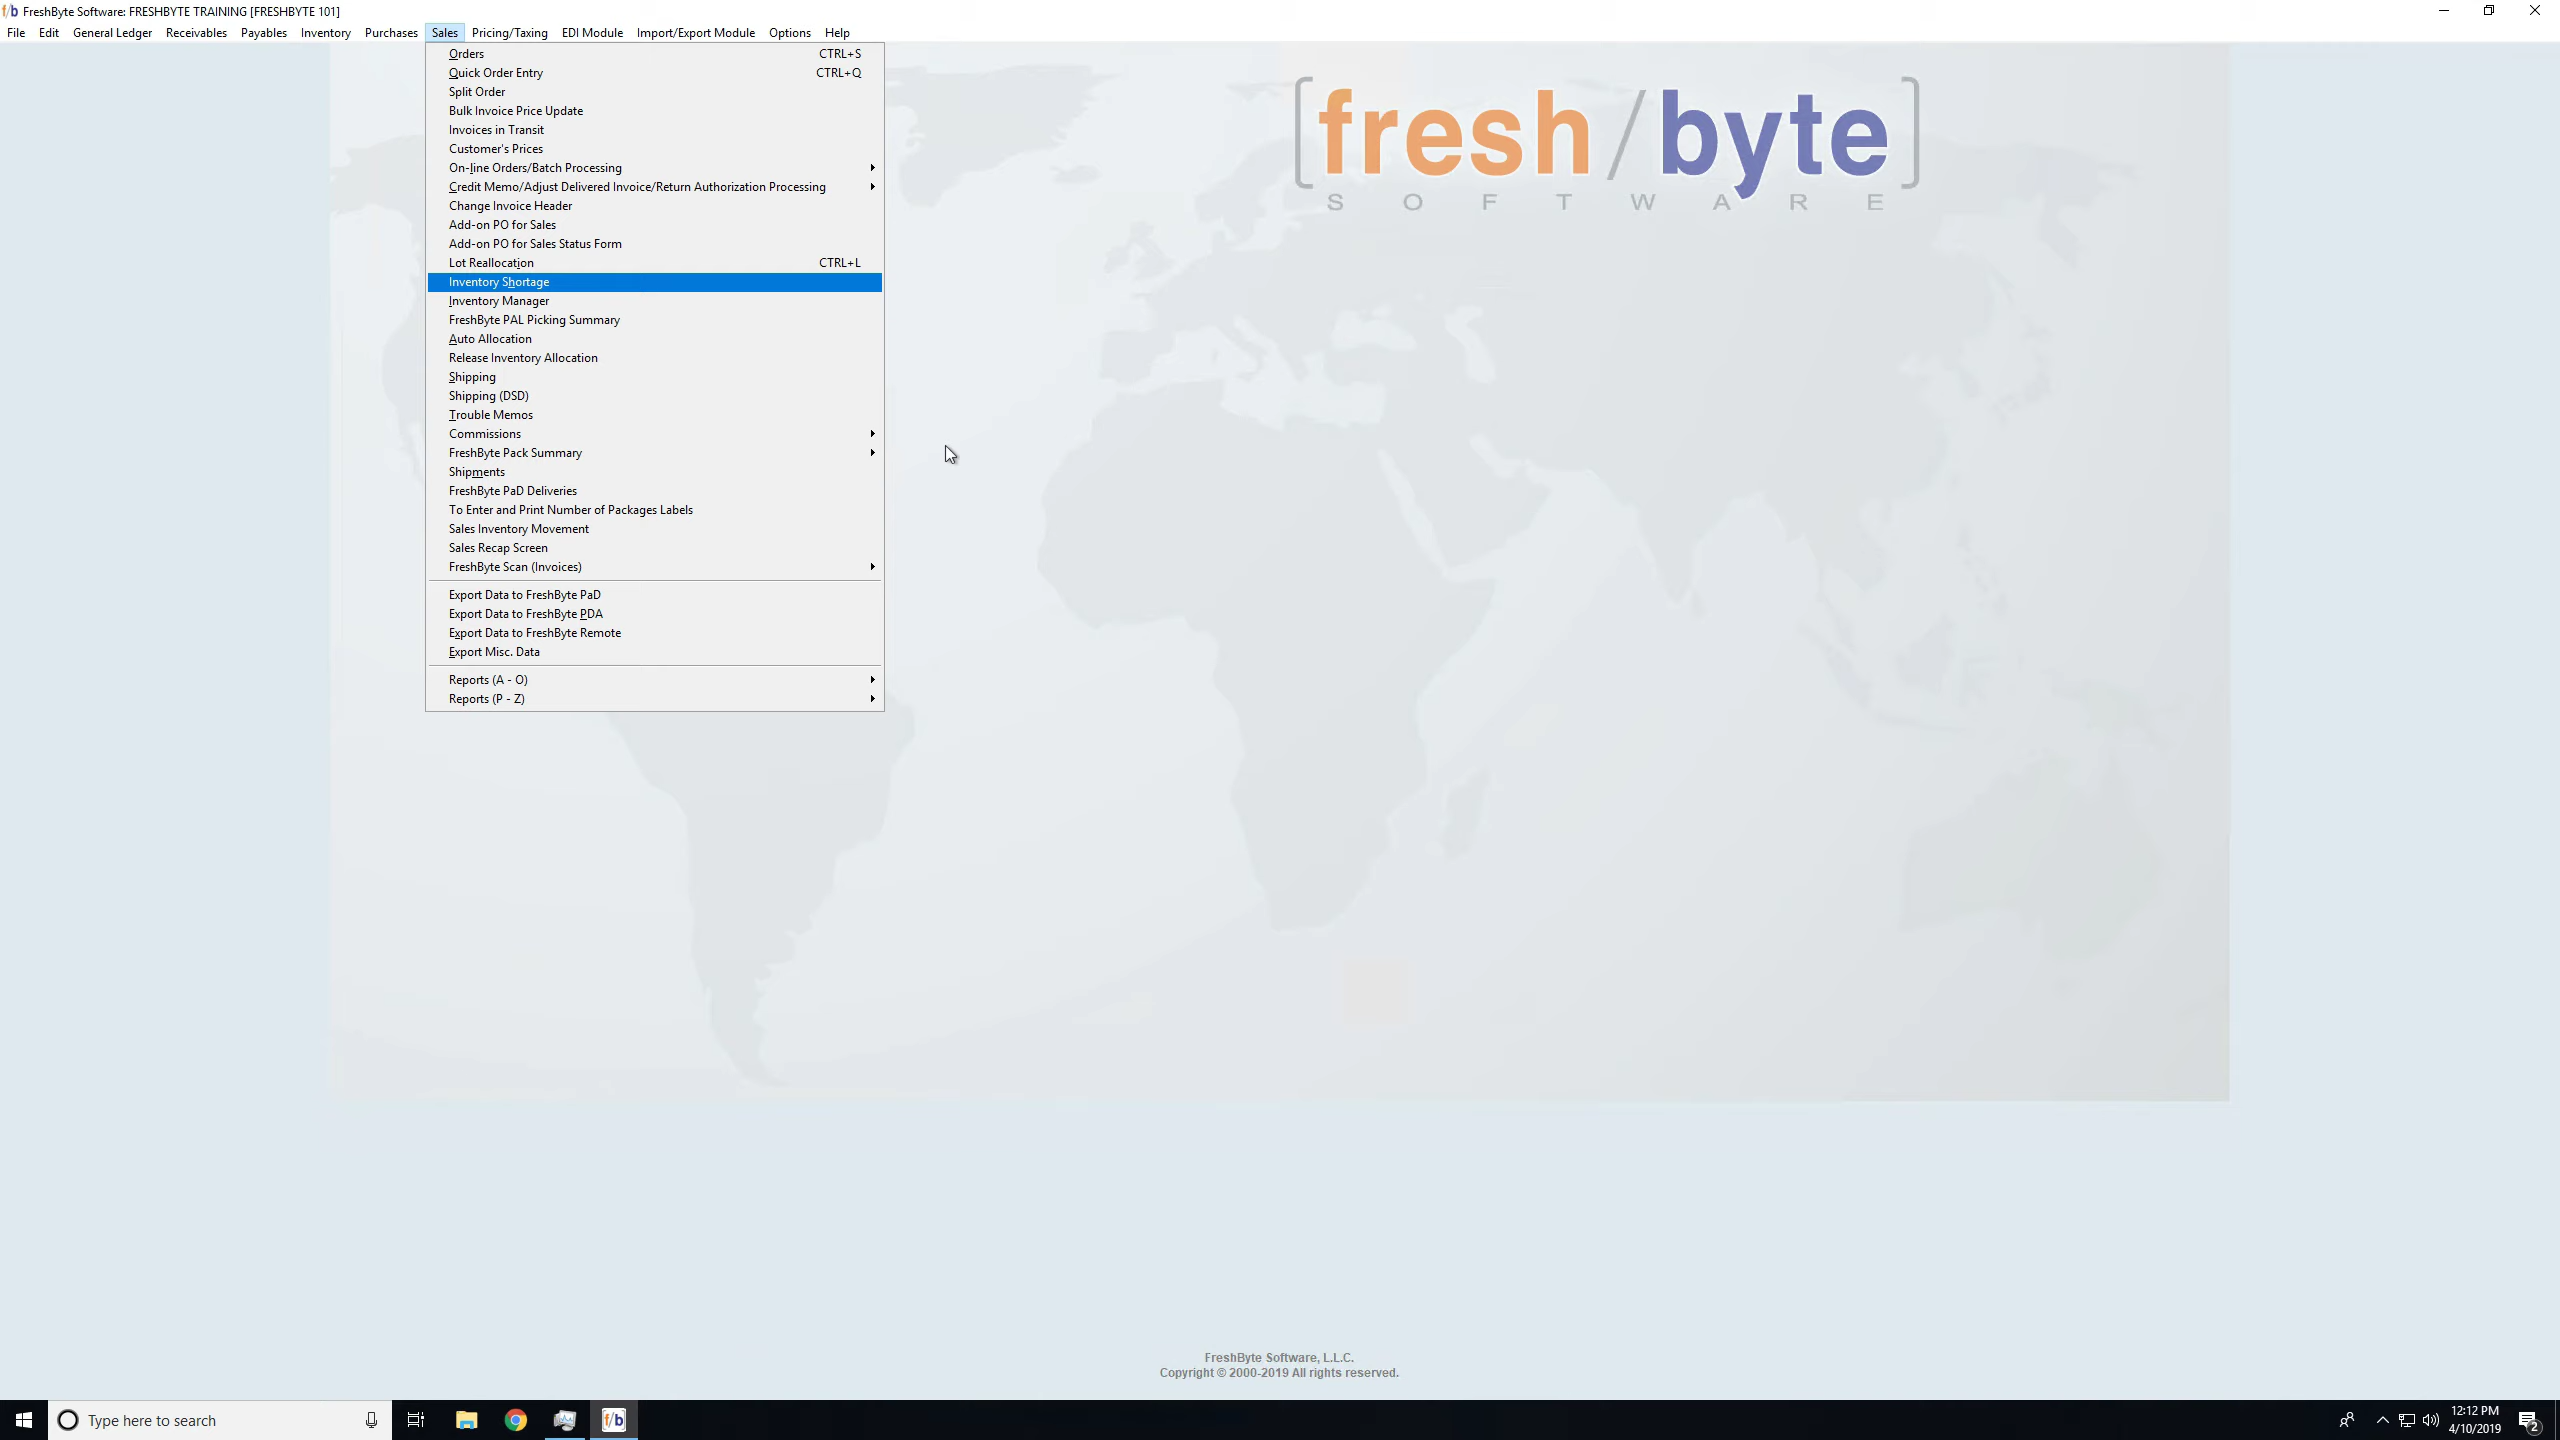 f/b FreshByte Software: FRESHBYTE TRAINING [FRESHBYTE 101]
File Edit General Ledger Receivables Payables Inventory Purchases Sales Pricing/Taxing EDI Module Import/Export Module Options Help
Orders CTRL+S
Quick Order Entry CTRL+Q
Split Order
Bulk Invoice Price Update
Invoices in Transit
Customer's Prices
On-line Orders/Batch Processing
Credit Memo/Adjust Delivered Invoice/Return Authorization Processing
Change Invoice Header
Add-on PO for Sales
Add-on PO for Sales Status Form
Lot Reallocation CTRL+L
Inventory Shortage
Inventory Manager
FreshByte PAL Picking Summary
Auto Allocation
Release Inventory Allocation
Shipping
Shipping (DSD)
Trouble Memos
Commissions
FreshByte Pack Summary
Shipments
FreshByte PaD Deliveries
To Enter and Print Number of Packages Labels
Sales Inventory Movement
Sales Recap Screen
FreshByte Scan (Invoices)
Export Data to FreshByte PaD
Export Data to FreshByte PDA
Export Data to FreshByte Remote
Export Misc. Data
Reports (A - O)
Reports (P - Z)
[fresh/byte]
SOFTWARE
FreshByte Software, L.L.C.
Copyright © 2000-2019 All rights reserved.
Type here to search
f/b
12:12 PM
4/10/2019
2